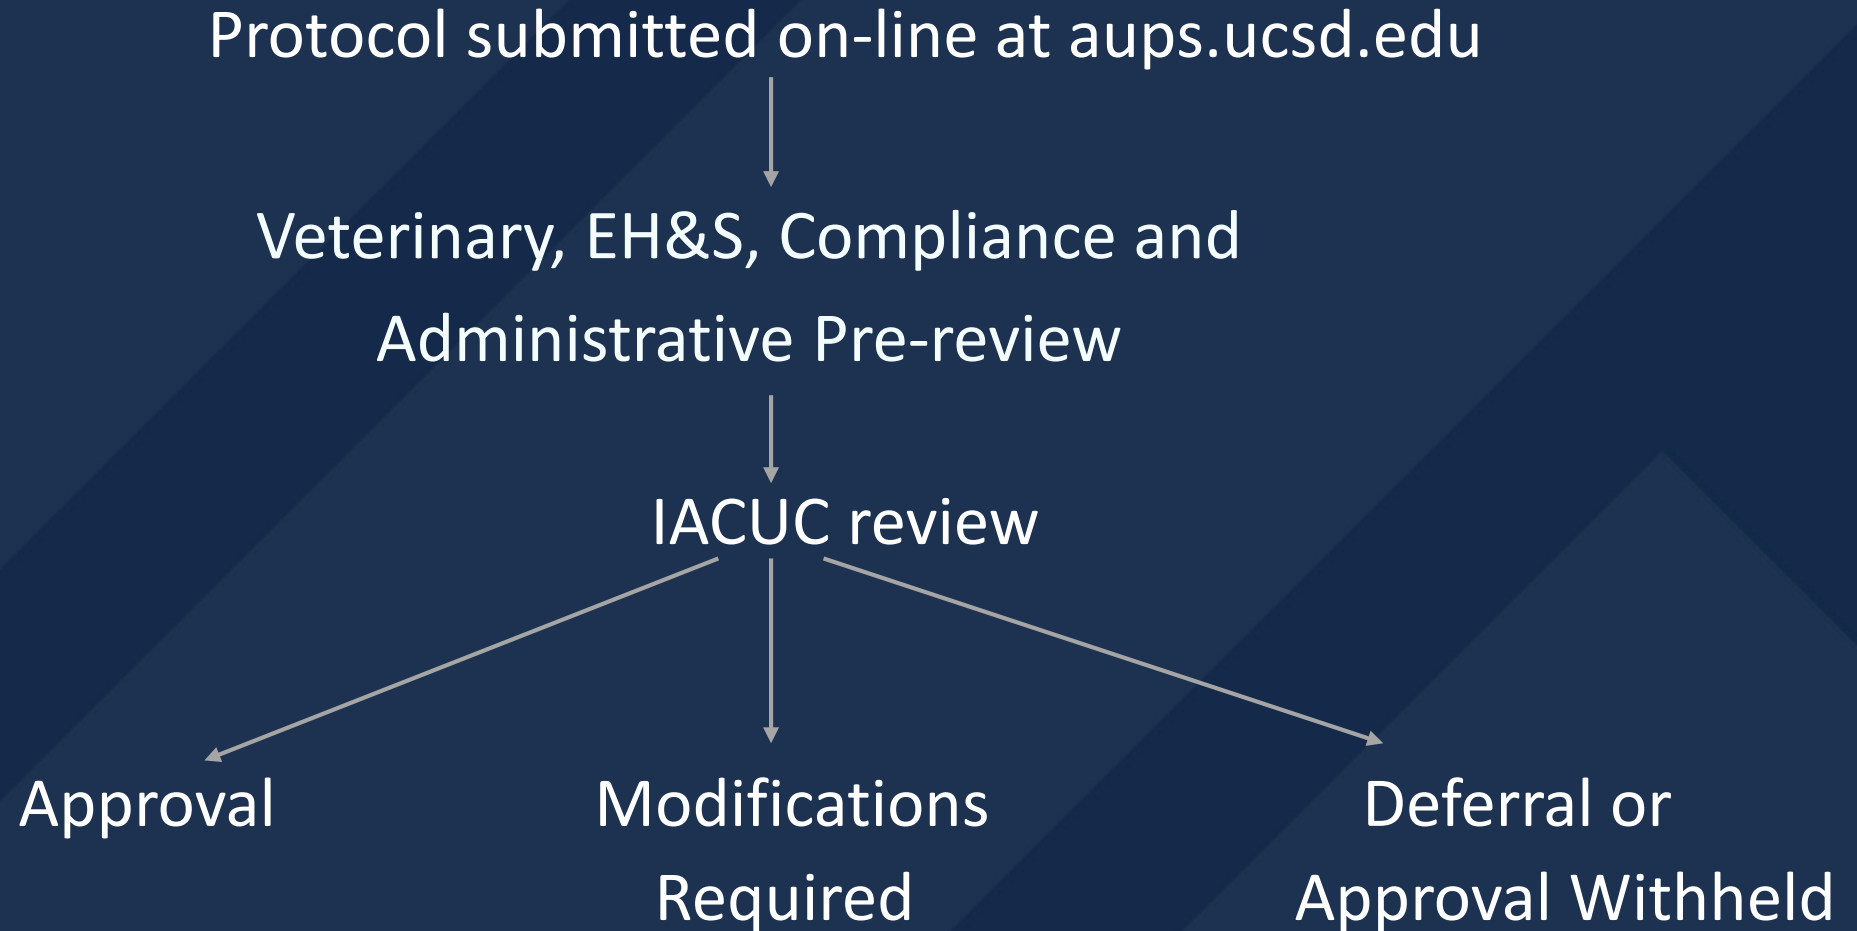 Protocol submitted on-line at aups.ucsd.edu
Veterinary, EH&S, Compliance and
Administrative Pre-review
IACUC review
Approval
Modifications
Required
Deferral or
Approval Withheld